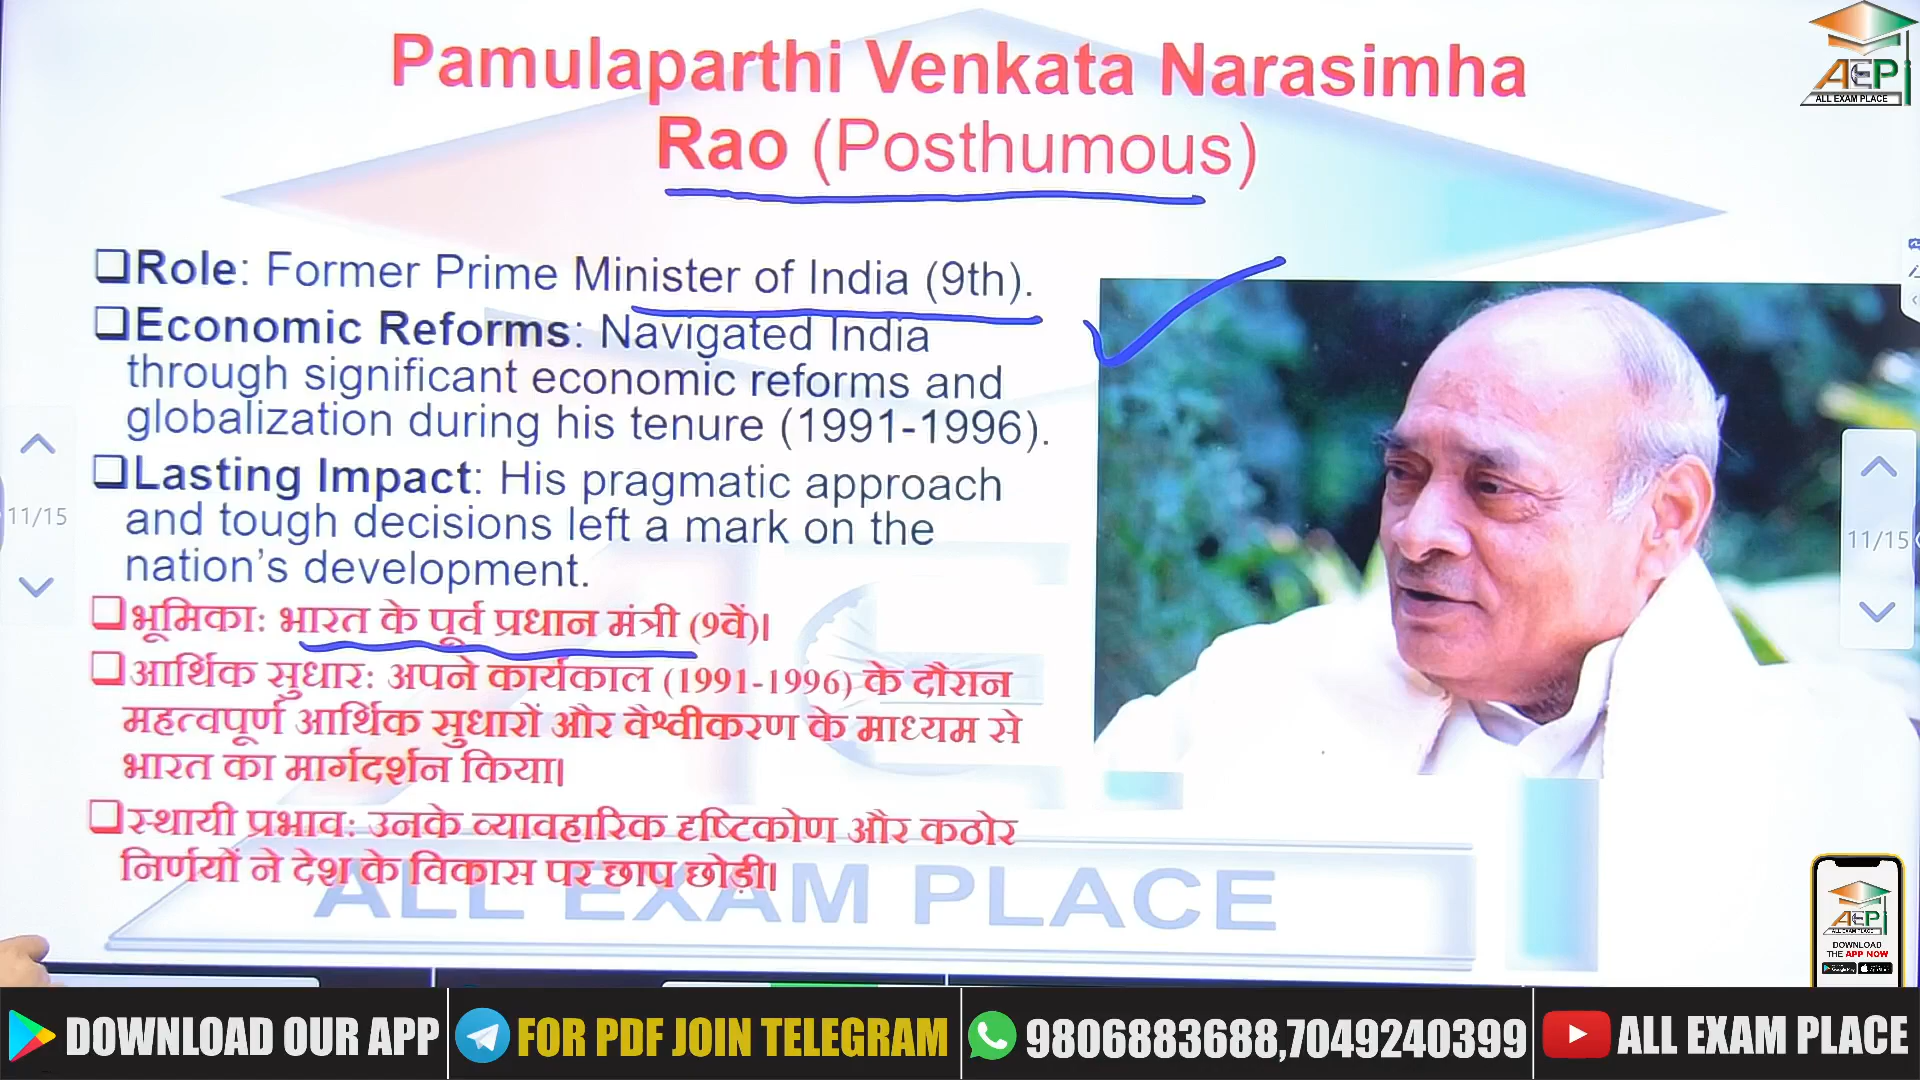 Pamulaparthi Venkata Narasimha
Rao (Posthumous)
AEP
ALL EXAM PLACE
❑Role: Former Prime Minister of India (9th).
❑Economic Reforms: Navigated India
through significant economic reforms and
globalization during his tenure (1991-1996).
❑Lasting Impact: His pragmatic approach
and tough decisions left a mark on the
nation's development.
❑भूमिका: भारत के पूर्व प्रधान मंत्री (9वें)।
❑आर्थिक सुधार: अपने कार्यकाल (1991-1996) के दौरान
महत्वपूर्ण आर्थिक सुधारों और वैश्वीकरण के माध्यम से
भारत का मार्गदर्शन किया।
❑स्थायी प्रभाव: उनके व्यावहारिक दृष्टिकोण और कठोर
निर्णयों ने देश के विकास पर छाप छोड़ी।
ALL EXAM PLACE
11/15
11/15
AEP
ALL EXAM PLACE
DOWNLOAD
THE APP NOW
DOWNLOAD OUR APP
FOR PDF JOIN TELEGRAM
9806883688,7049240399
ALL EXAM PLACE